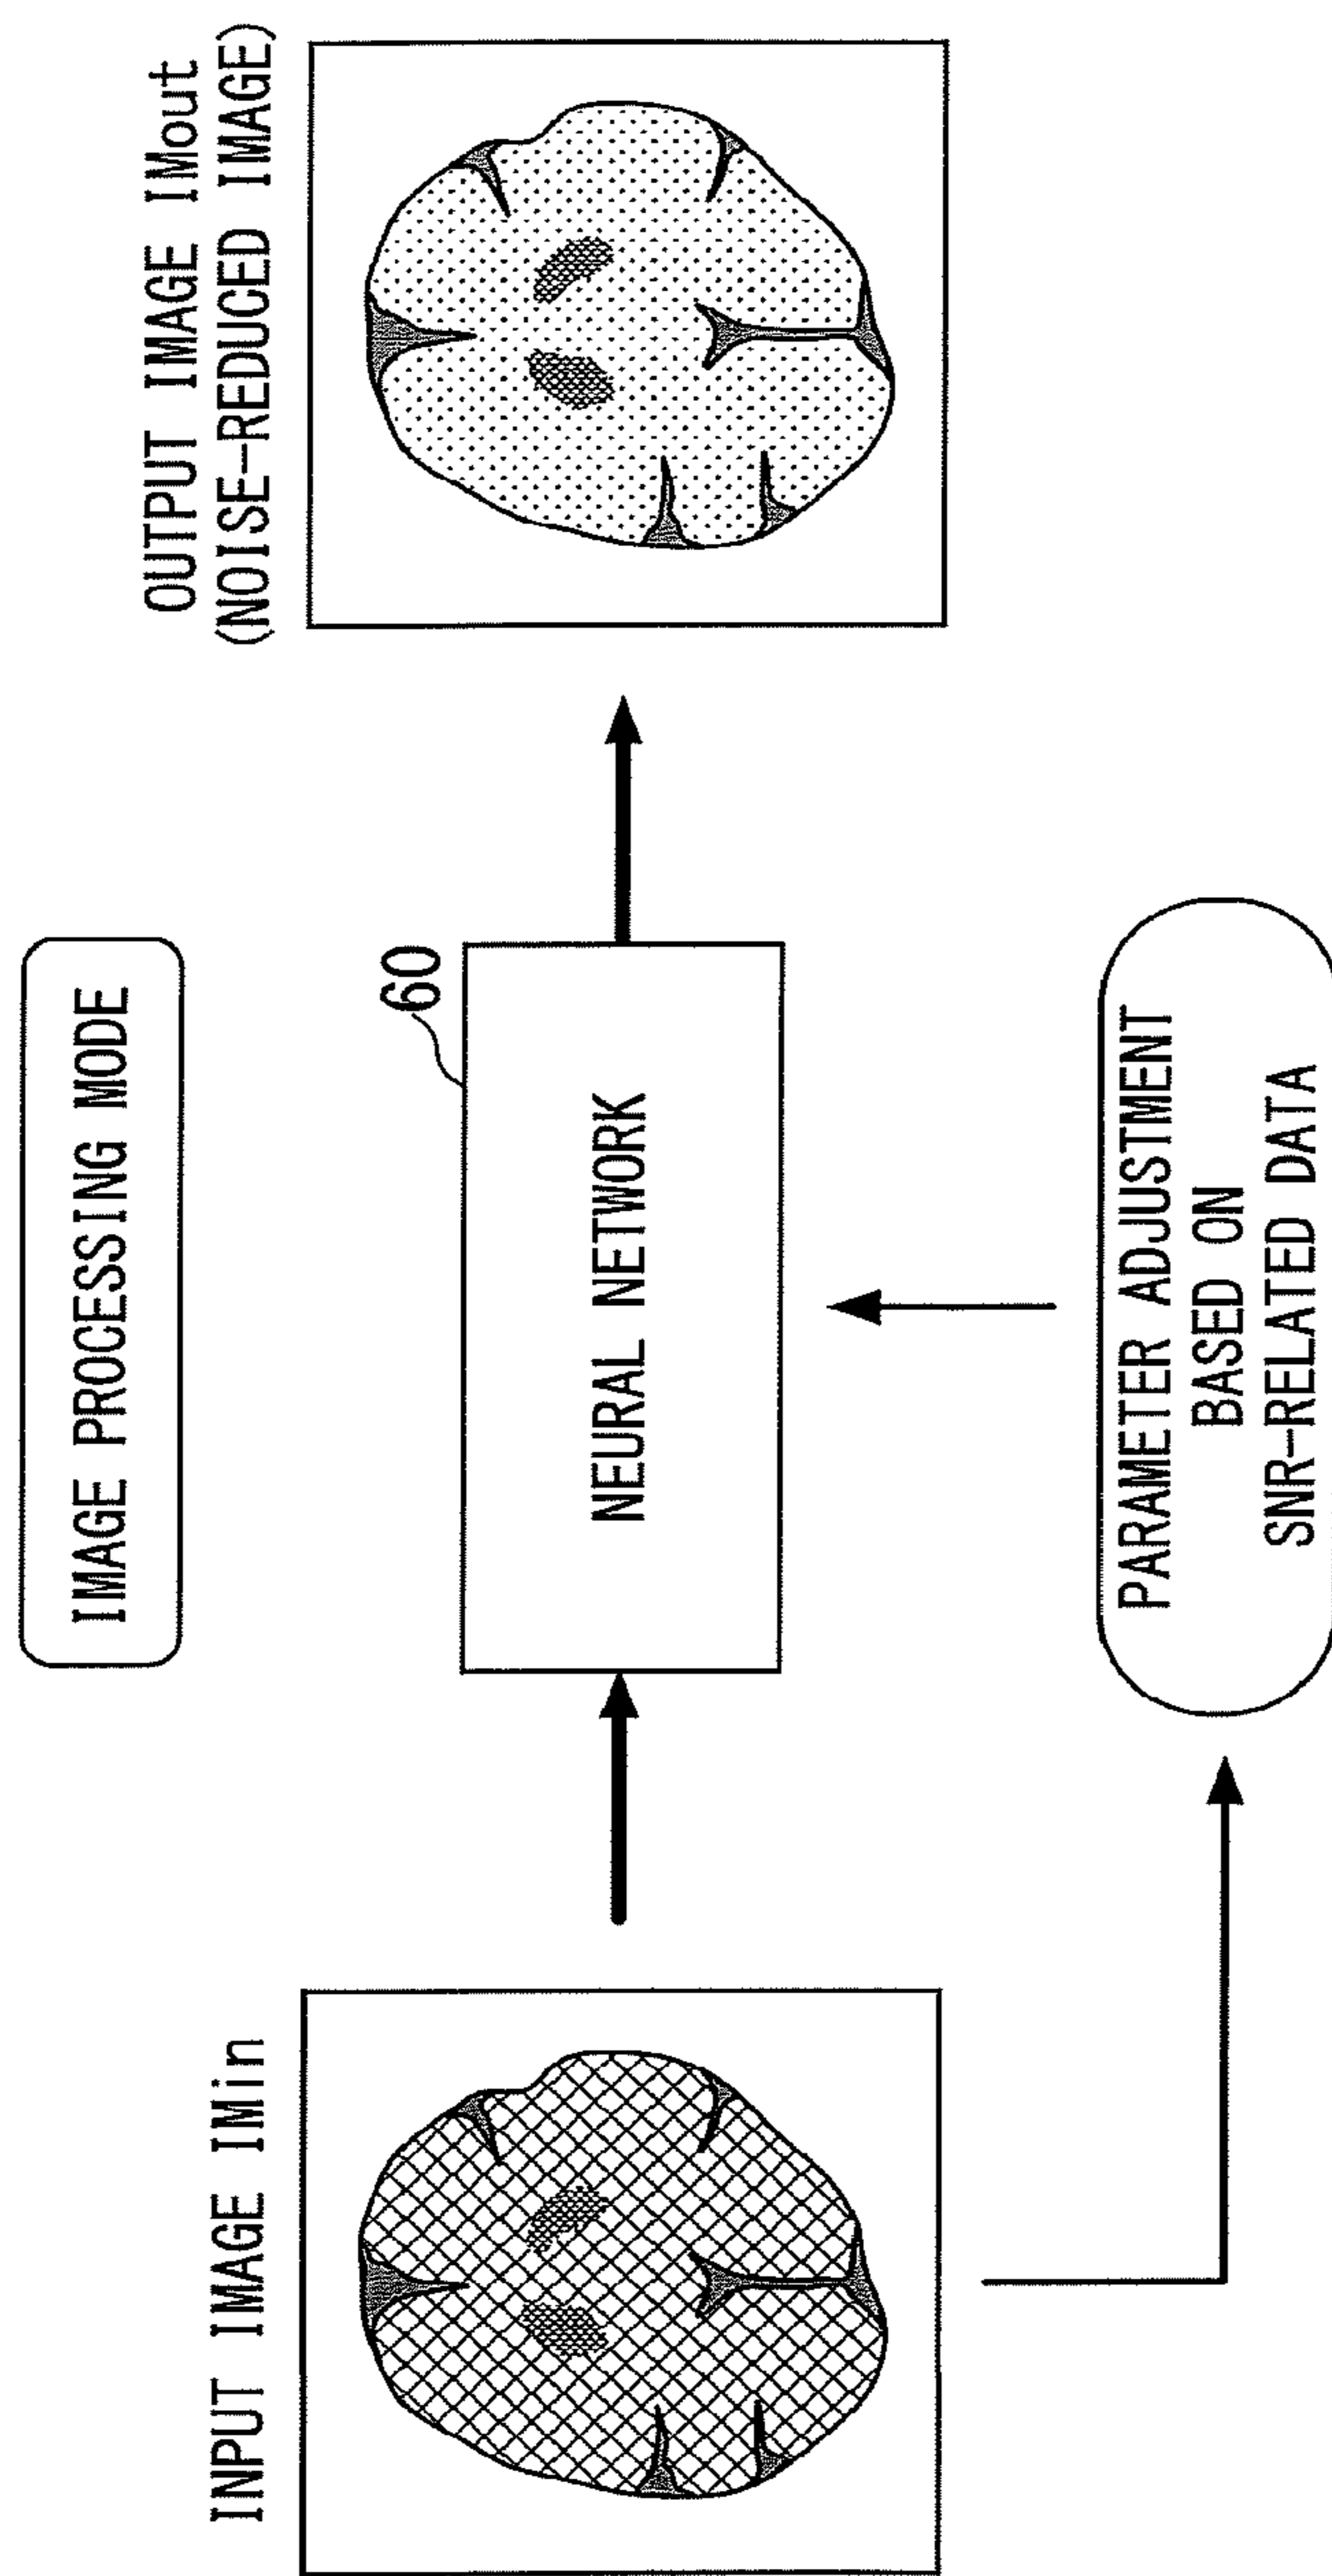 IMAGE PROCESSING MODE
INPUT IMAGE IMin
60
NEURAL NETWORK
OUTPUT IMAGE IMout
(NOISE-REDUCED IMAGE)
PARAMETER ADJUSTMENT
BASED ON
SNR-RELATED DATA